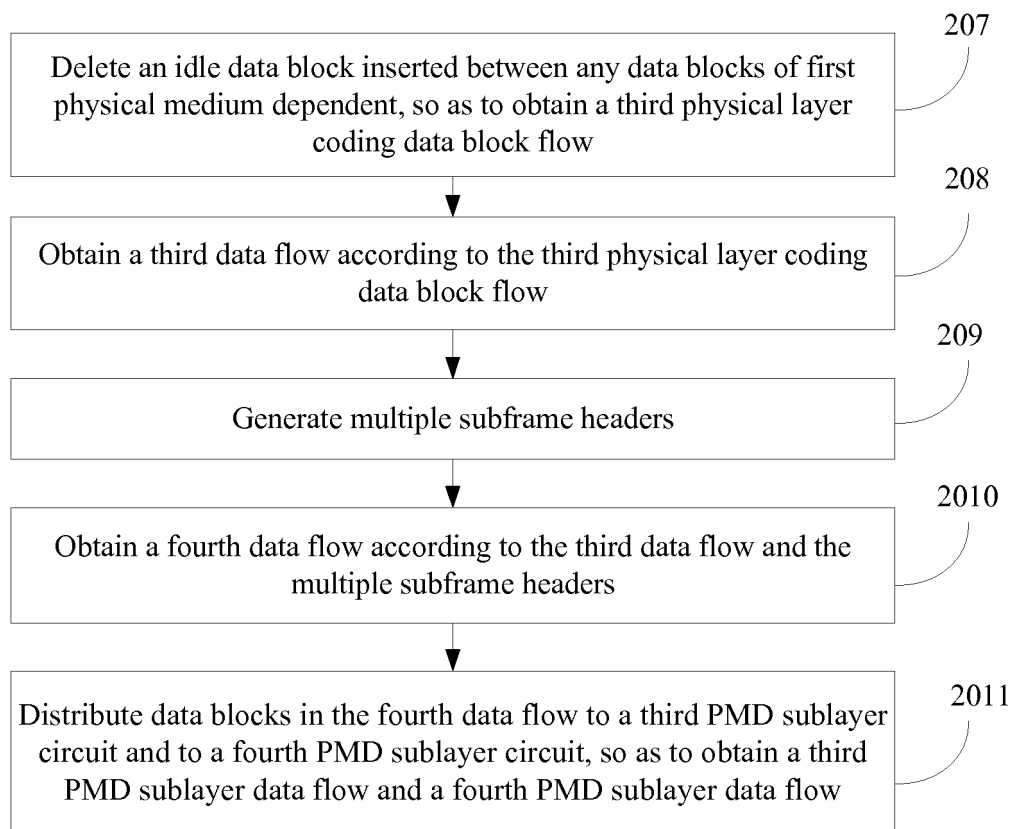 207
Delete an idle data block inserted between any data blocks of first
physical medium dependent, so as to obtain a third physical layer
coding data block flow
208
Obtain a third data flow according to the third physical layer coding
data block flow
209
Generate multiple subframe headers
2010
Obtain a fourth data flow according to the third data flow and the
multiple subframe headers
2011
Distribute data blocks in the fourth data flow to a third PMD sublayer
circuit and to a fourth PMD sublayer circuit, so as to obtain a third
PMD sublayer data flow and a fourth PMD sublayer data flow